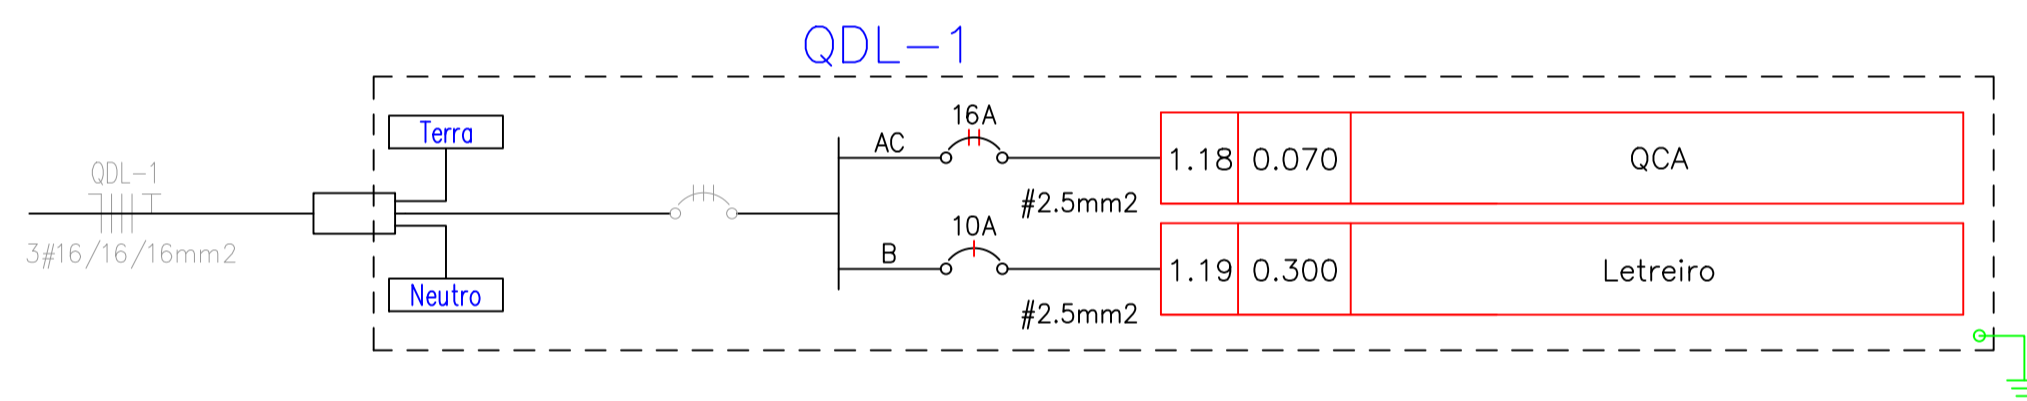 QDL-1
Terra
QDL-1
3#16/16/16mm2
Neutro
AC
16A
#2.5mm2
1.18 0.070 QCA
B
10A
#2.5mm2
1.19 0.300 Letreiro